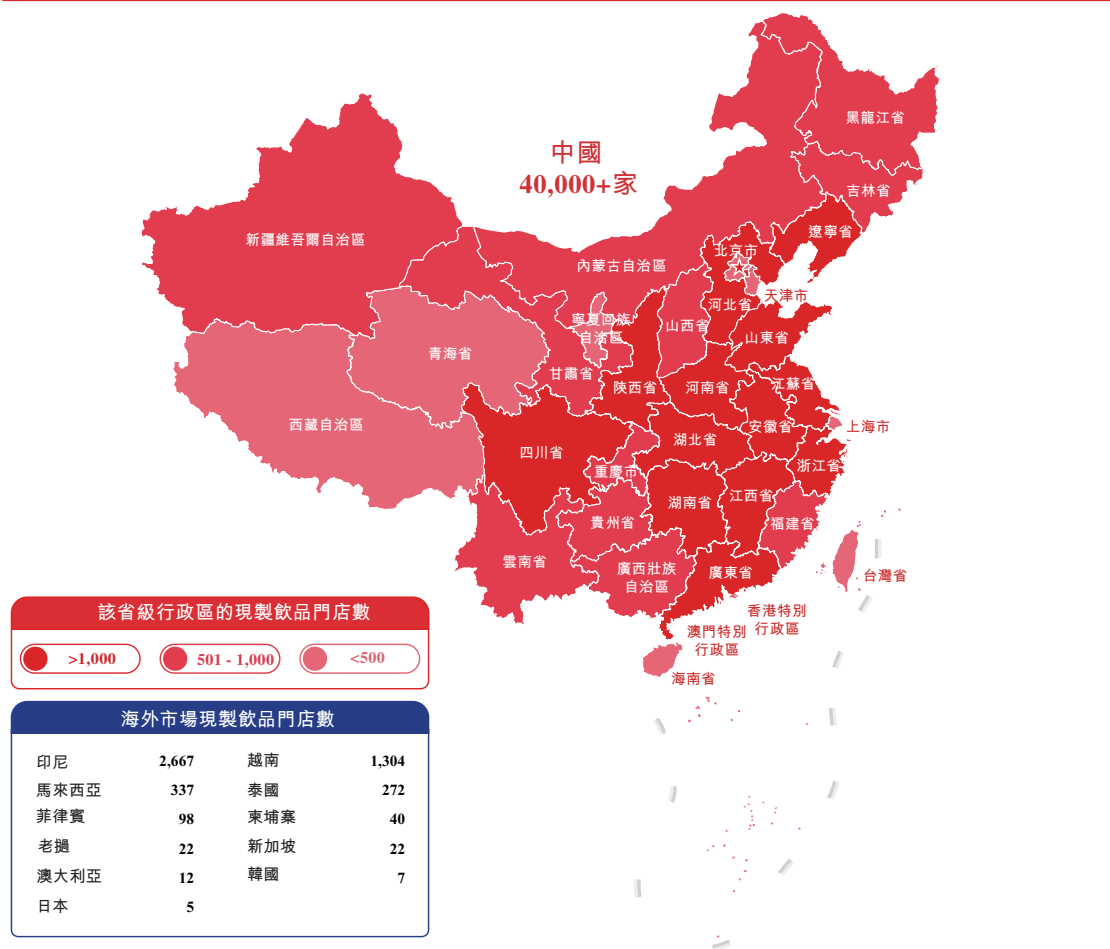 中國
40,000+家
黑龍江省
吉林省
遼寧省
新疆維吾爾自治區
內蒙古自治區
北京市
天津市
河北省
寧夏回族
自治區
山西省
山東省
青海省
甘肅省
陝西省
河南省
江蘇省
西藏自治區
四川省
湖北省
安徽省
上海市
重慶市
浙江省
湖南省
江西省
貴州省
福建省
雲南省
廣西壯族
自治區
廣東省
台灣省
香港特別
行政區
澳門特別
行政區
海南省
該省級行政區的現製飲品門店數
>1,000
501 - 1,000
<500
海外市場現製飲品門店數
印尼 2,667 越南 1,304
馬來西亞 337 泰國 272
菲律賓 98 柬埔寨 40
老撾 22 新加坡 22
澳大利亞 12 韓國 7
日本 5